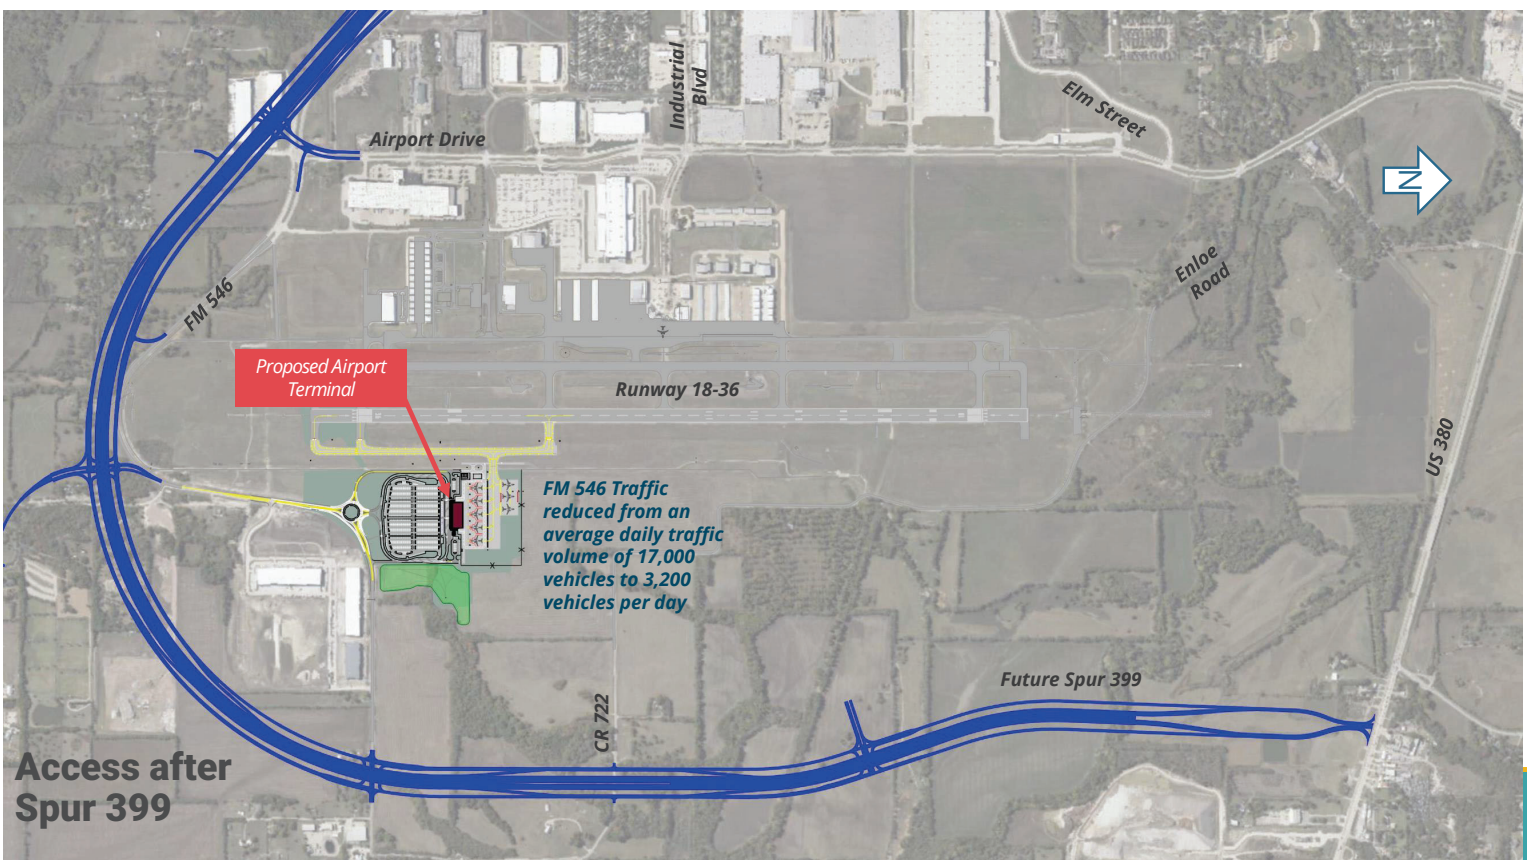 Industrial
Blvd
Elm Street
Airport Drive
N
Enloe
Road
FM 546
Proposed Airport
Terminal
Runway 18-36
US 380
FM 546 Traffic
reduced from an
average daily traffic
volume of 17,000
vehicles to 3,200
vehicles per day
Future Spur 399
CR 722
Access after
Spur 399